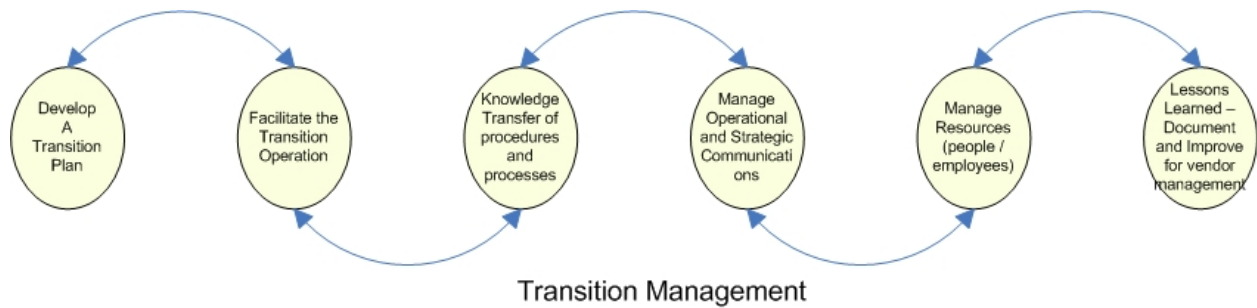 Develop
A
Transition
Plan
Facilitate the
Transition
Operation
Knowledge
Transfer of
procedures
and
processes
Manage
Operational
and Strategic
Communicati
ons
Manage
Resources
(people /
employees)
Lessons
Learned –
Document
and Improve
for vendor
management
Transition Management